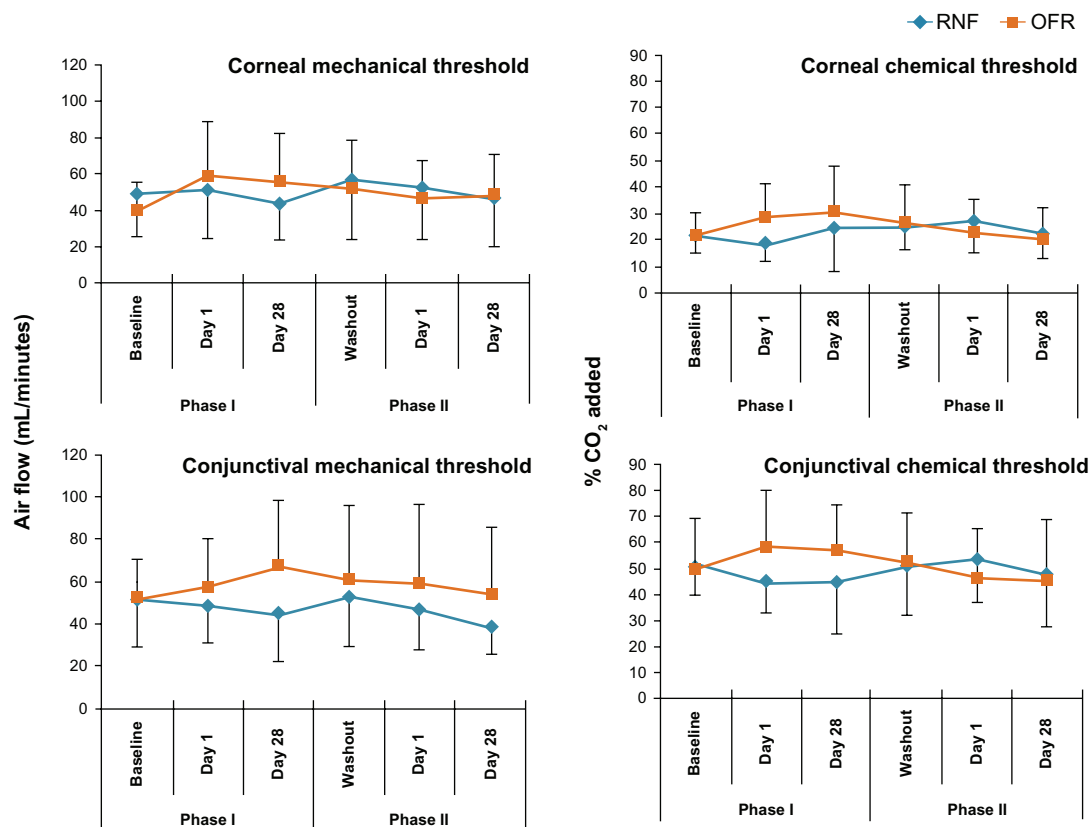 RNF OFR
Corneal mechanical threshold
120
100
80
60
40
20
0
Baseline
Day 1
Day 28
Washout
Day 1
Day 28
Phase I
Phase II
Corneal chemical threshold
90
80
70
60
50
40
30
20
10
0
Baseline
Day 1
Day 28
Washout
Day 1
Day 28
Phase I
Phase II
Air flow (mL/minutes)
% CO₂ added
Conjunctival mechanical threshold
120
100
80
60
40
20
0
Baseline
Day 1
Day 28
Washout
Day 1
Day 28
Phase I
Phase II
Conjunctival chemical threshold
90
80
70
60
50
40
30
20
10
0
Baseline
Day 1
Day 28
Washout
Day 1
Day 28
Phase I
Phase II